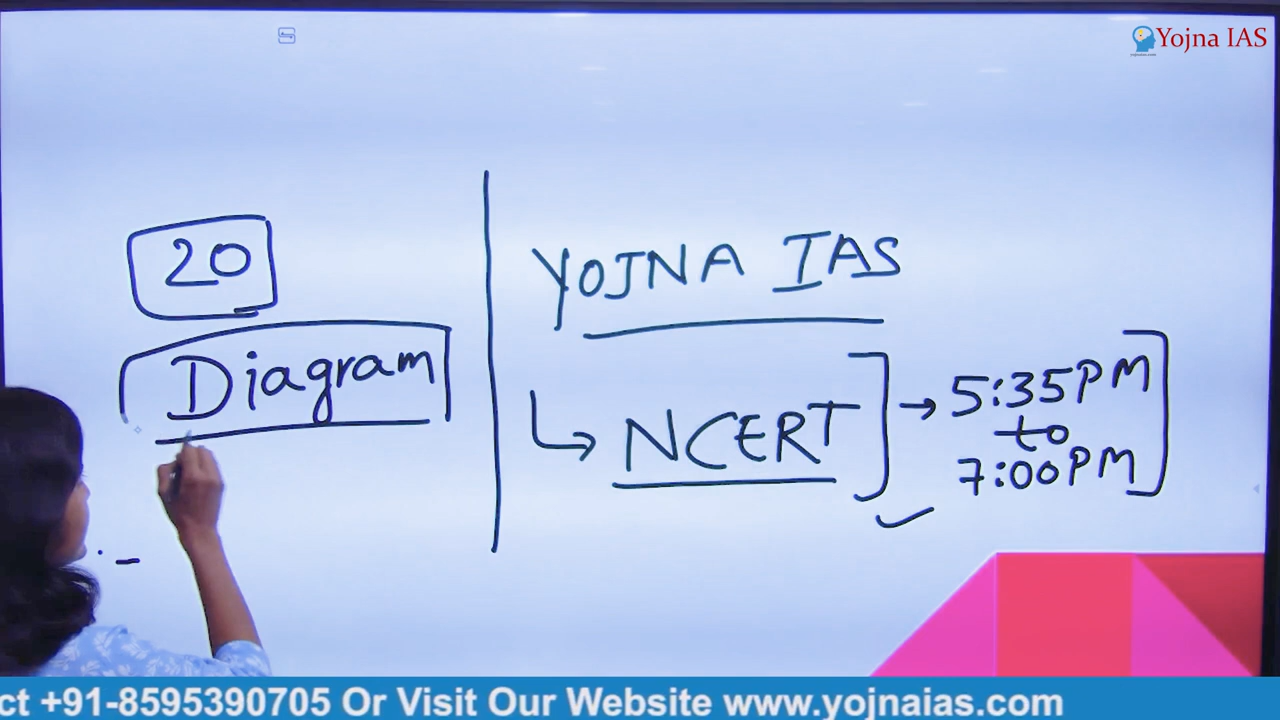 Yojna IAS
20
Diagram
YOJNA IAS
NCERT
5:35PM
to
7:00PM
ct +91-8595390705 Or Visit Our Website www.yojnaias.com